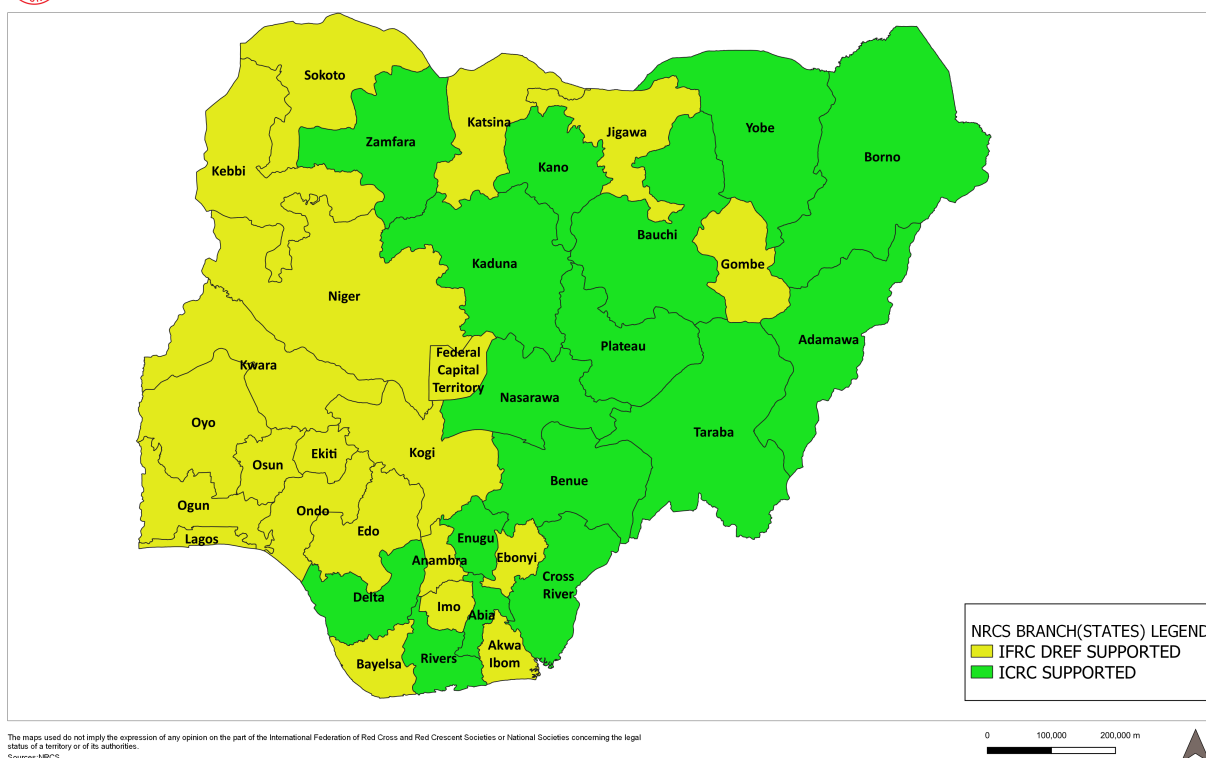 Sokoto
Zamfara
Katsina
Jigawa
Yobe
Borno
Kano
Kebbi
Bauchi
Kaduna
Gombe
Niger
Adamawa
Plateau
Federal
Capital
Territory
Kwara
Nasarawa
Oyo
Taraba
Kogi
Ekiti
Osun
Benue
Ogun
Ondo
Edo
Lagos
Enugu
Anambra
Ebonyi
Cross
River
Delta
Imo
Abia
Akwa
Ibom
Rivers
Bayelsa
NRCS BRANCH(STATES) LEGEND
IFRC DREF SUPPORTED
ICRC SUPPORTED
The maps used do not imply the expression of any opinion on the part of the International Federation of Red Cross and Red Crescent Societies or National Societies concerning the legal
status of a territory or of its authorities.
Sources:NRCS
0 100,000 200,000 m